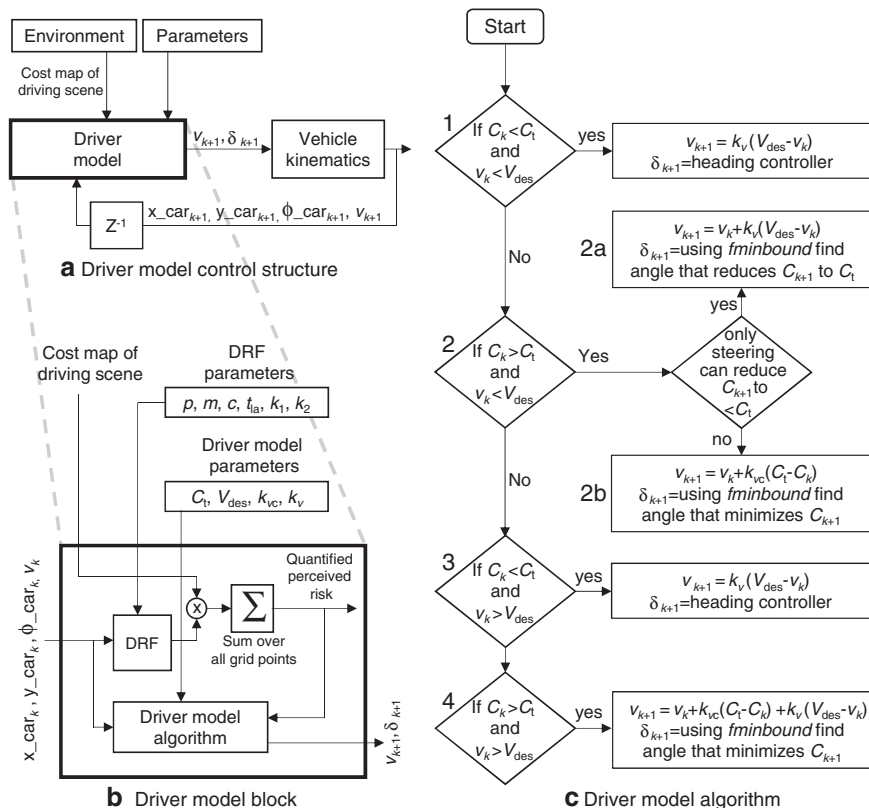 Environment
Parameters
Cost map of
driving scene
Driver
model
v_{k+1}, δ_{k+1}
Vehicle
kinematics
Z⁻¹
x_car_{k+1}, y_car_{k+1}, ϕ_car_{k+1}, v_{k+1}
a Driver model control structure
Cost map of
driving scene
DRF
parameters
p, m, c, t_{la}, k_1, k_2
Driver model
parameters
C_t, V_{des}, k_{vc}, k_v
Quantified
perceived
risk
x_car_k, y_car_k, ϕ_car_k, v_k
DRF
x
Σ
Sum over
all grid points
Driver model
algorithm
v_{k+1}, δ_{k+1}
b Driver model block
Start
1
If C_k<C_t
and
v_k<V_{des}
yes
v_{k+1} = k_v(V_{des}-v_k)
δ_{k+1}=heading controller
No
2a
v_{k+1} = v_k+k_v(V_{des}-v_k)
δ_{k+1}=using fminbound find
angle that reduces C_{k+1} to C_t
yes
2
If C_k>C_t
and
v_k<V_{des}
Yes
only
steering
can reduce
C_{k+1} to
<C_t
no
No
2b
v_{k+1} = v_k+k_{vc}(C_t-C_k)
δ_{k+1}=using fminbound find
angle that minimizes C_{k+1}
3
If C_k<C_t
and
v_k>V_{des}
yes
v_{k+1} = k_v(V_{des}-v_k)
δ_{k+1}=heading controller
4
If C_k>C_t
and
v_k>V_{des}
yes
v_{k+1} = v_k+k_{vc}(C_t-C_k) +k_v(V_{des}-v_k)
δ_{k+1}=using fminbound find
angle that minimizes C_{k+1}
c Driver model algorithm